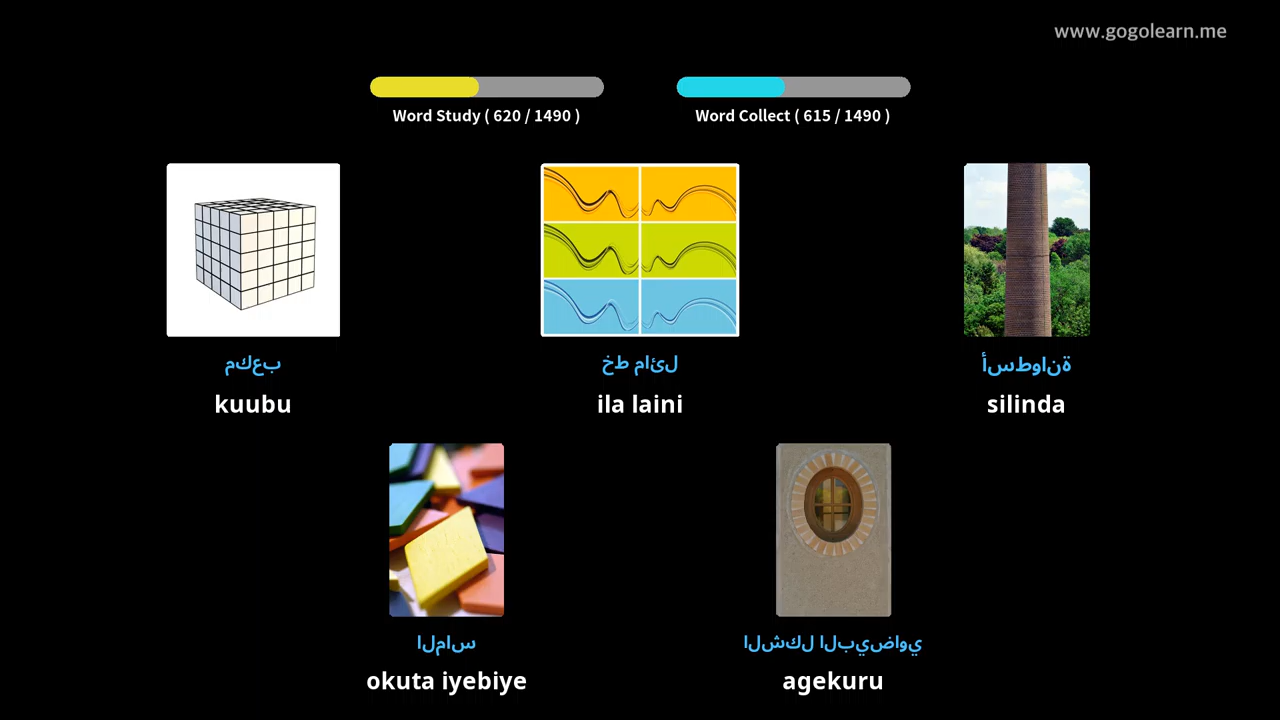 www.gogolearn.me
Word Study ( 620 / 1490 )
Word Collect ( 615 / 1490 )
مكعب
خط مائل
أسطوانة
kuubu
ila laini
silinda
الماس
الشكل البيضاوي
okuta iyebiye
agekuru